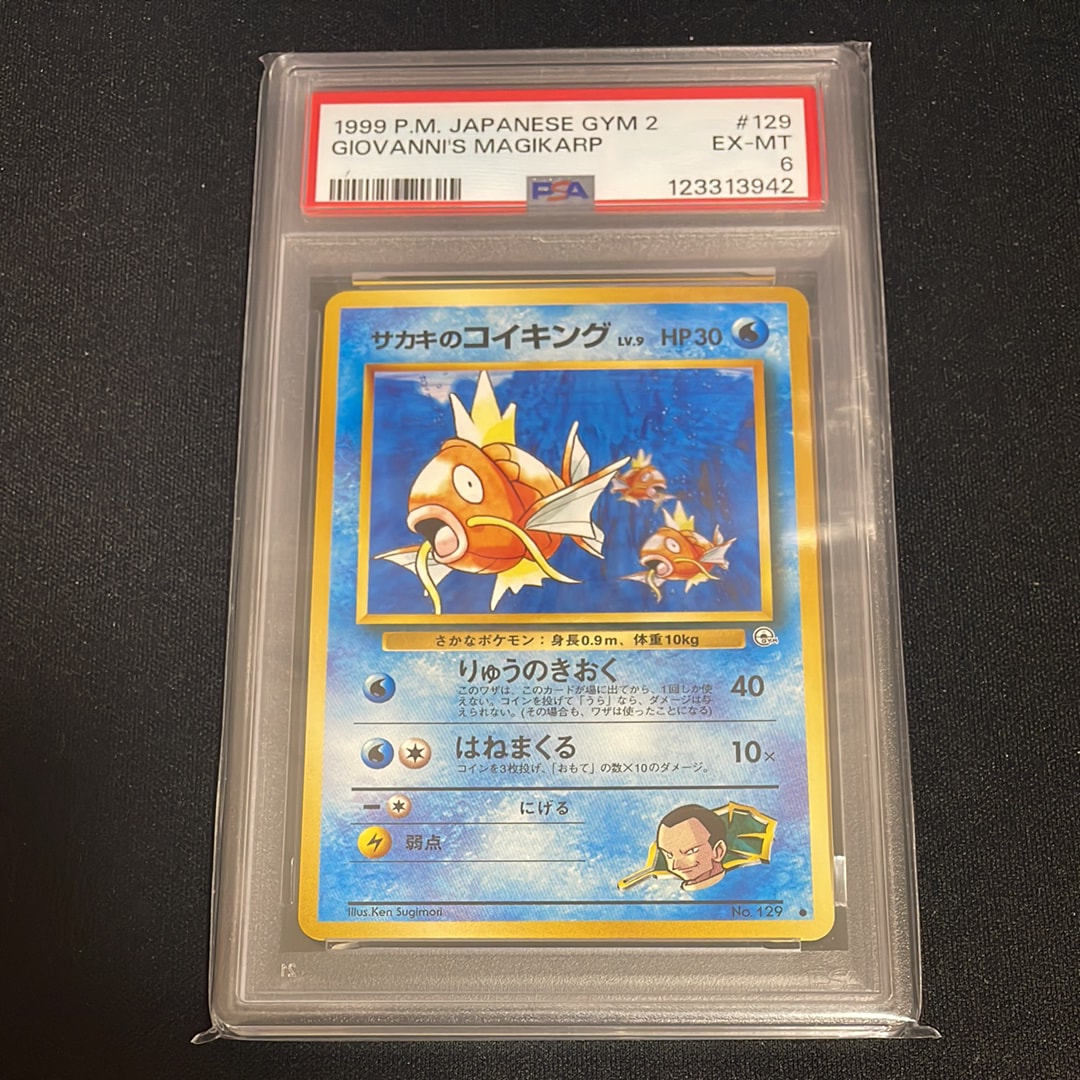 1999 P.M. JAPANESE GYM 2 #129
GIOVANNI'S MAGIKARP EX-MT
6
PSA 123313942
サカキのコイキング LV.9 HP30
さかなポケモン：身長0.9m、体重10kg
GYM
りゅうのきおく 40
このワザは、このカードが場に出てから、1回しか使
えない。コインを投げて「うら」なら、ダメージは与
えられない。(その場合も、ワザは使ったことになる)
はねまくる 10×
コインを3枚投げ、「おもて」の数×10のダメージ。
にげる
弱点
Illus.Ken Sugimori No. 129